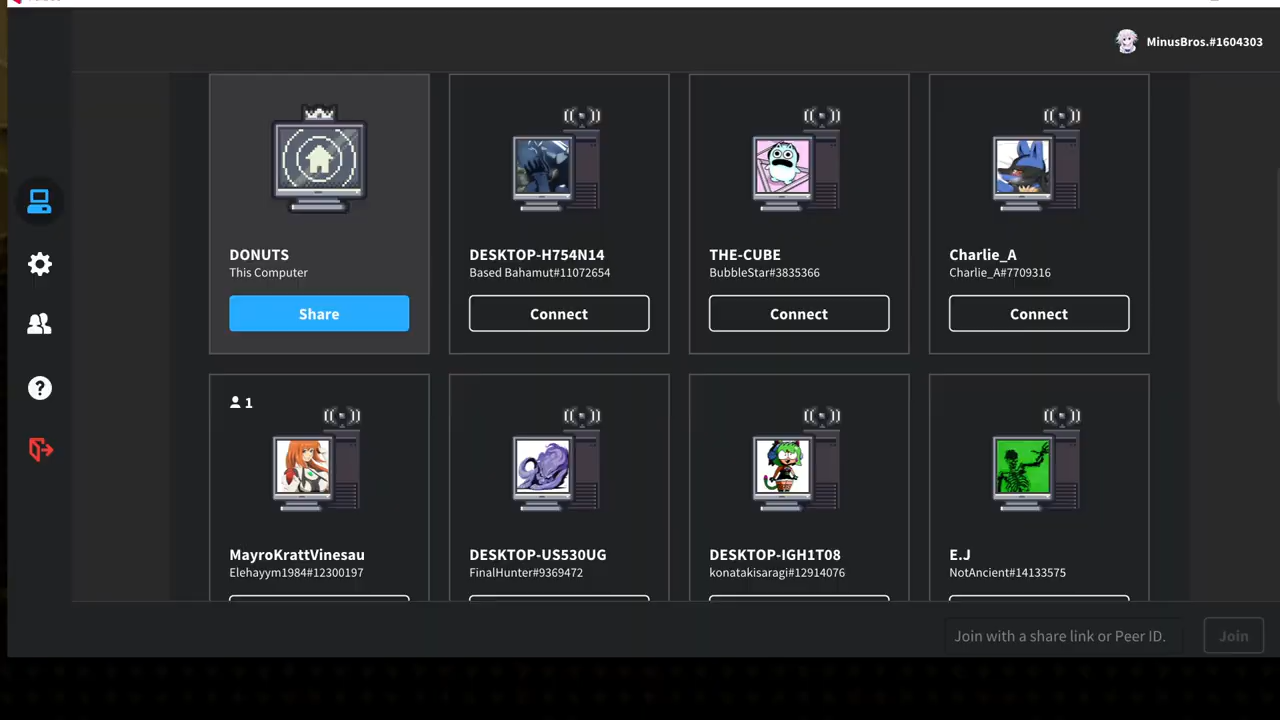 MinusBros.#1604303
DONUTS
This Computer
Share
DESKTOP-H754N14
Based Bahamut#11072654
Connect
THE-CUBE
BubbleStar#3835366
Connect
Charlie_A
Charlie_A#7709316
Connect
1
MayroKrattVinesau
Elehayym1984#12300197
DESKTOP-US530UG
FinalHunter#9369472
DESKTOP-IGH1T08
konatakisaragi#12914076
E.J
NotAncient#14133575
Join with a share link or Peer ID.
Join